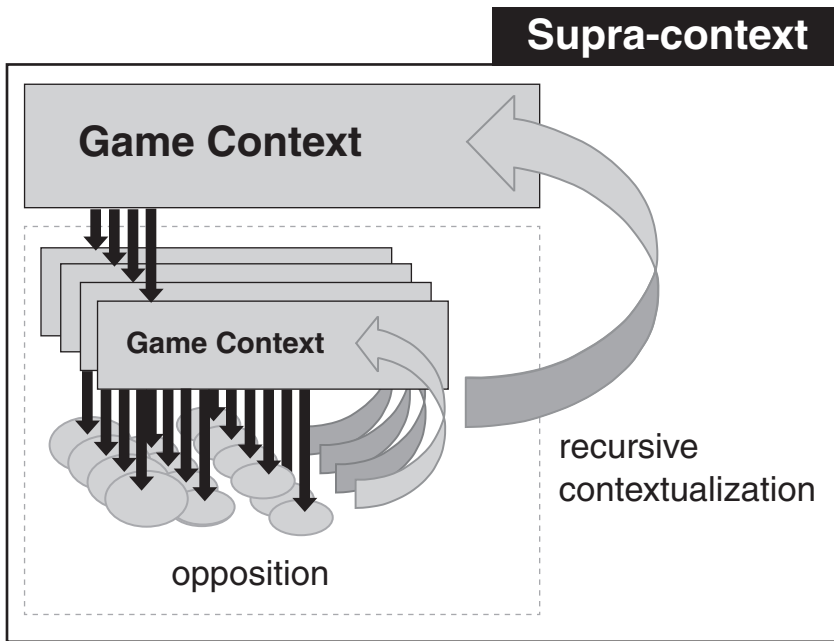 Supra-context
Game Context
Game Context
recursive
contextualization
opposition